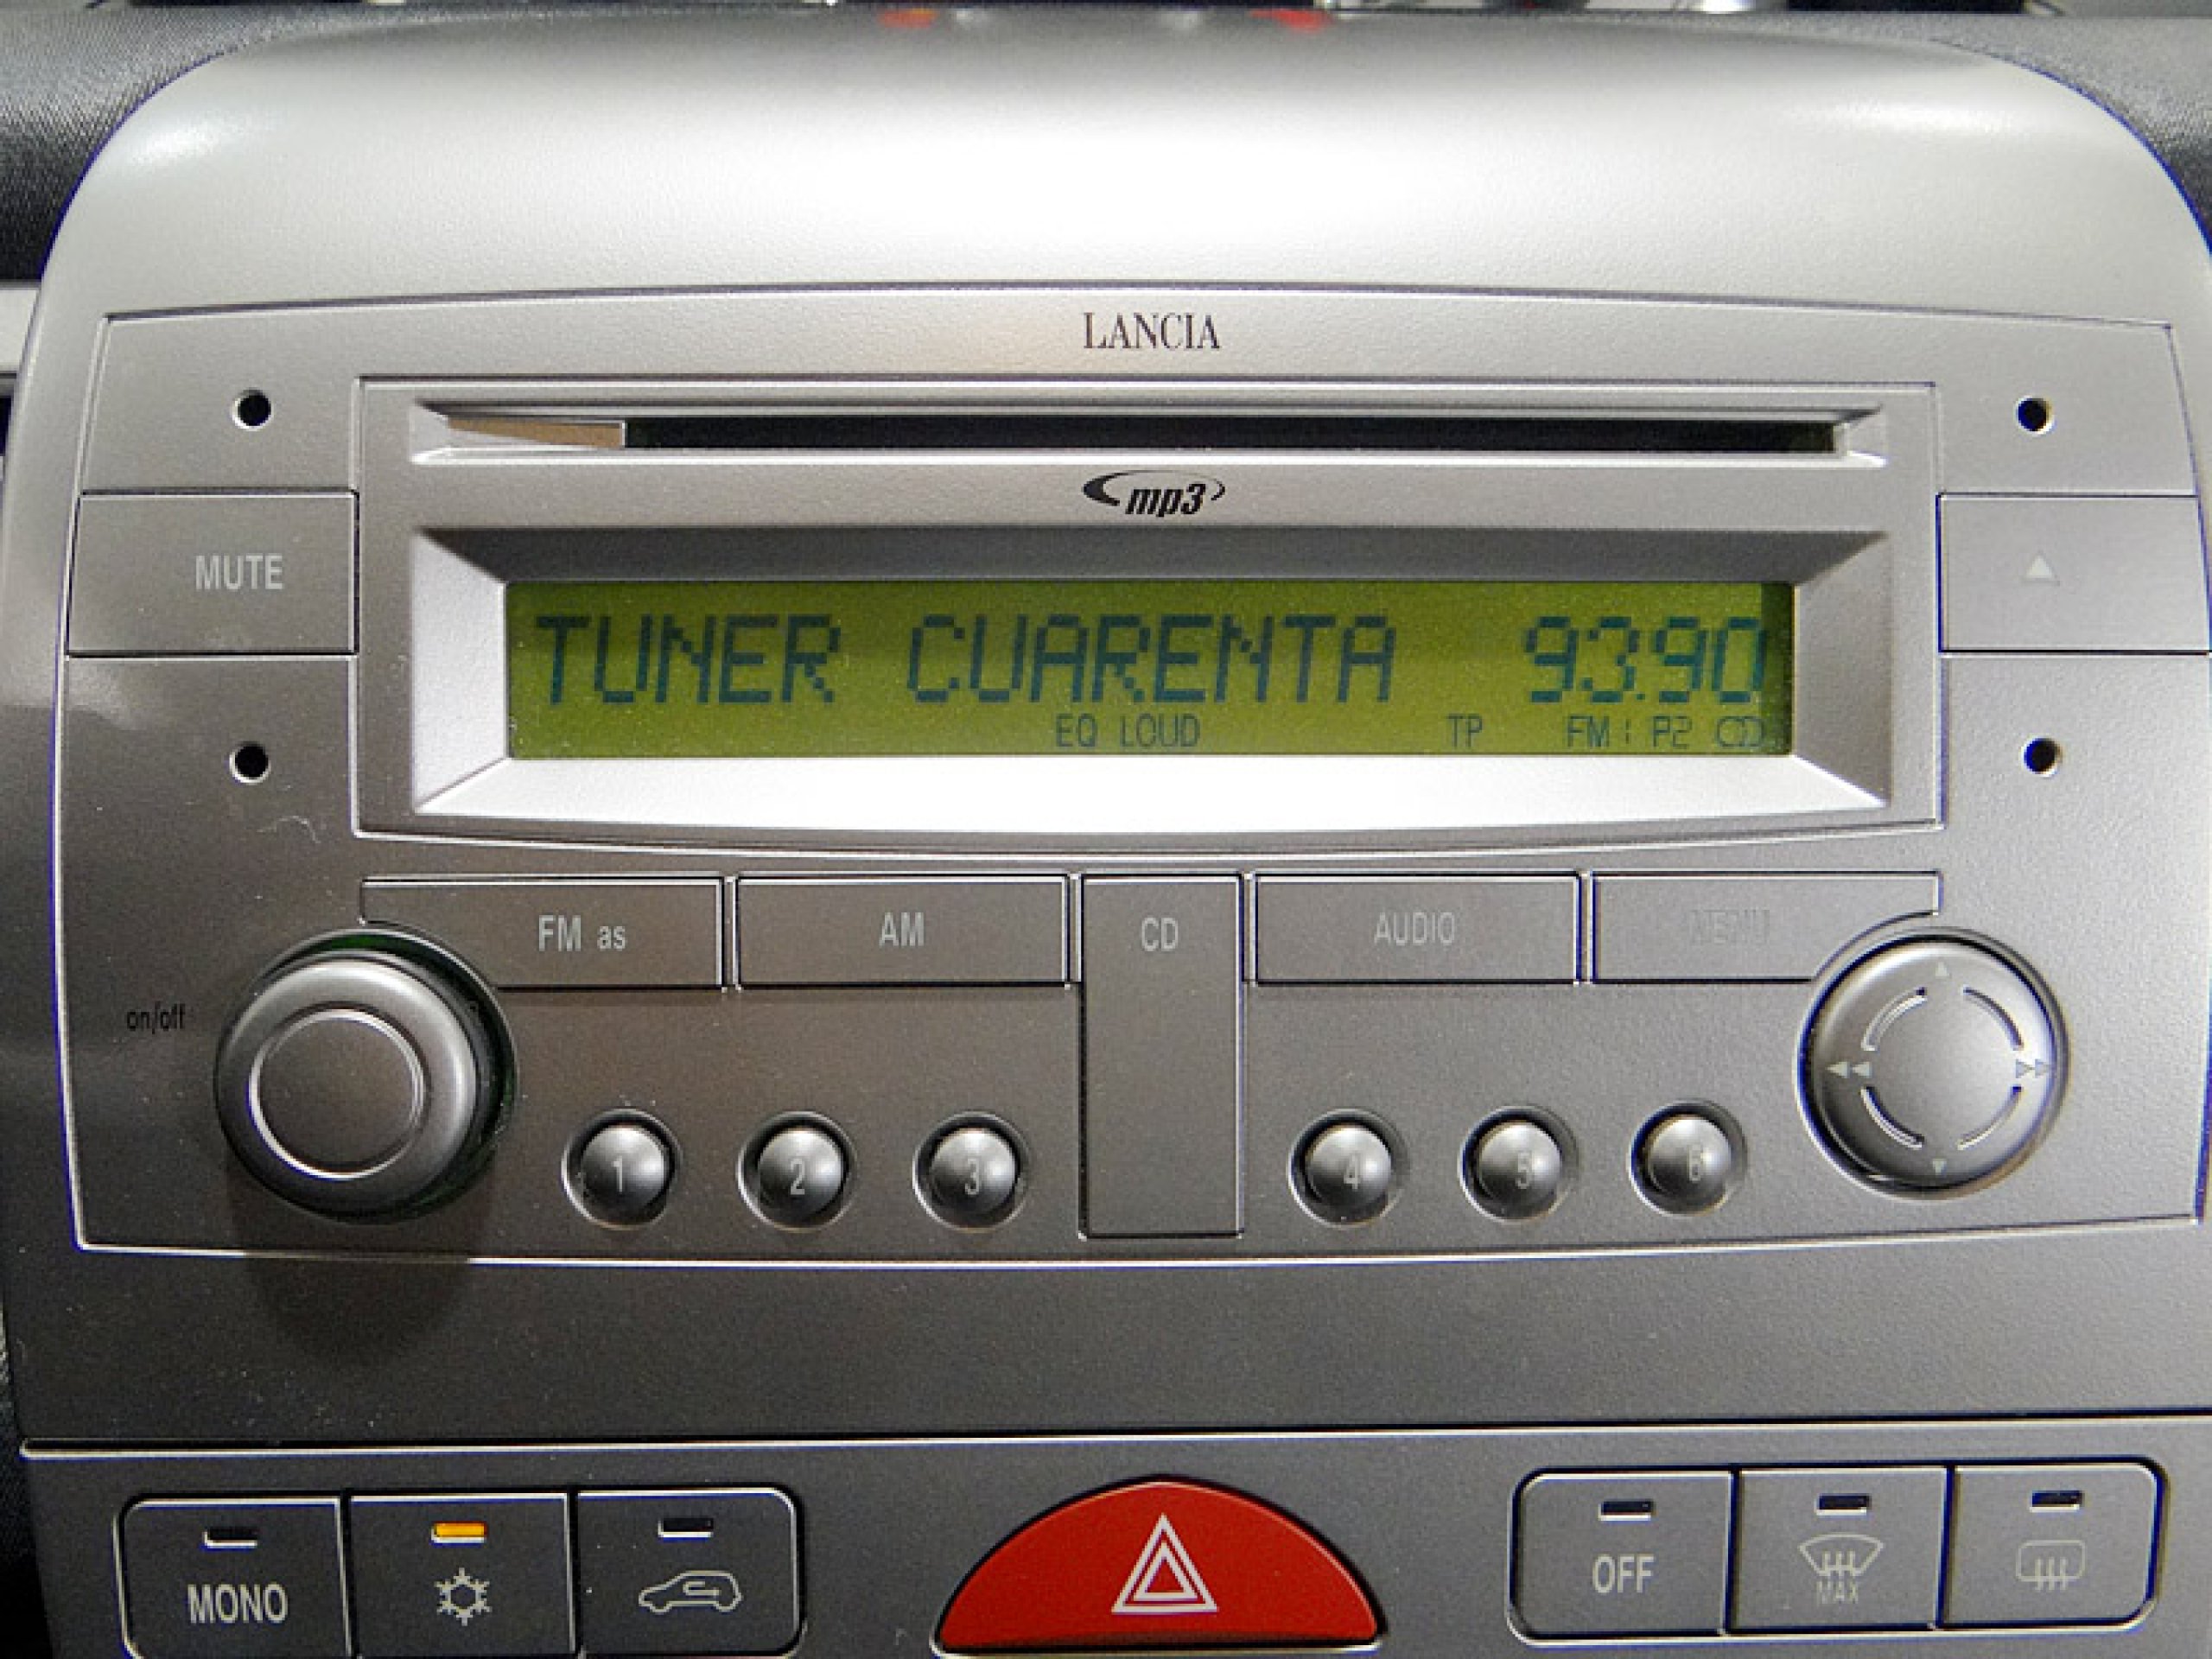 LANCIA
mp3
MUTE
TUNER CUARENTA 93.90
EQ LOUD TP FM1 P2 CD
FM as AM CD AUDIO MENU
on/off
1 2 3 4 5 6
MONO OFF MAX